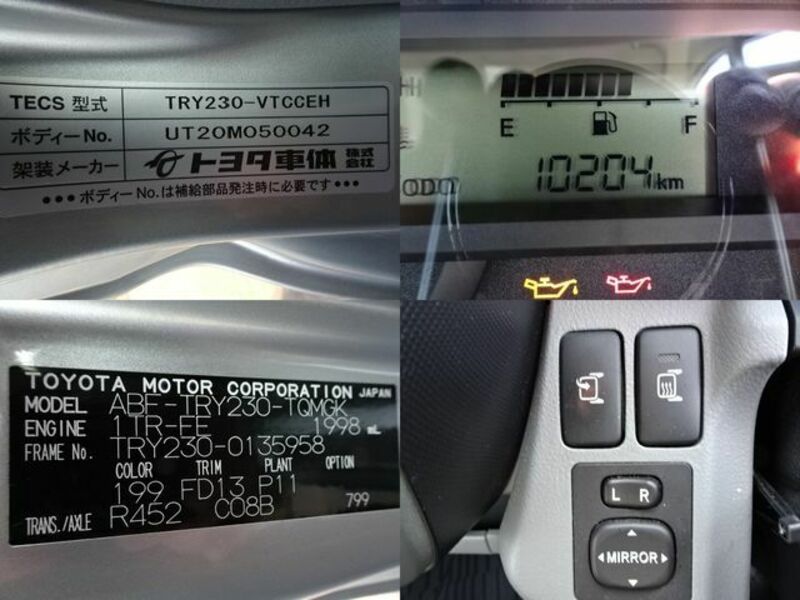 TECS 型式 TRY230-VTCCEH
ボディーNo. UT20M050042
架装メーカー トヨタ車体 株式会社
●●●ボディーNo.は補給部品発注時に必要です●●●
E F
ODO 10204 km
TOYOTA MOTOR CORPORATION JAPAN
MODEL ABF-TRY230-TQMGK
ENGINE 1TR-FE 1998 mL
FRAME No. TRY230-0135958
COLOR TRIM PLANT OPTION
199 FD13 P11
799
TRANS./AXLE R452 C08B
L R
MIRROR